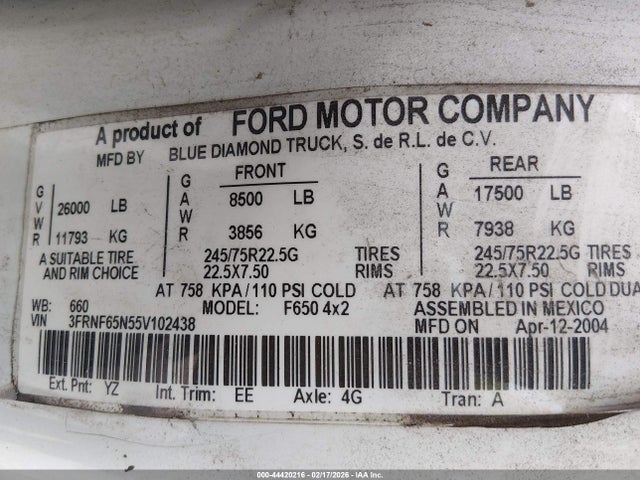 A product of FORD MOTOR COMPANY
MFD BY BLUE DIAMOND TRUCK, S. de R.L. de C.V.
GVWR 26000 LB 11793 KG
FRONT
GAWR 8500 LB 3856 KG
REAR
GAWR 17500 LB 7938 KG
A SUITABLE TIRE AND RIM CHOICE
245/75R22.5G TIRES 245/75R22.5G TIRES
22.5X7.50 RIMS 22.5X7.50 RIMS
AT 758 KPA/110 PSI COLD AT 758 KPA/110 PSI COLD DUA
WB: 660 MODEL: F650 4x2 ASSEMBLED IN MEXICO
VIN 3FRNF65N55V102438 MFD ON Apr-12-2004
Ext. Pnt: YZ Int. Trim: EE Axle: 4G Tran: A
000-44420216 - 02/17/2026 - IAAI, Inc.